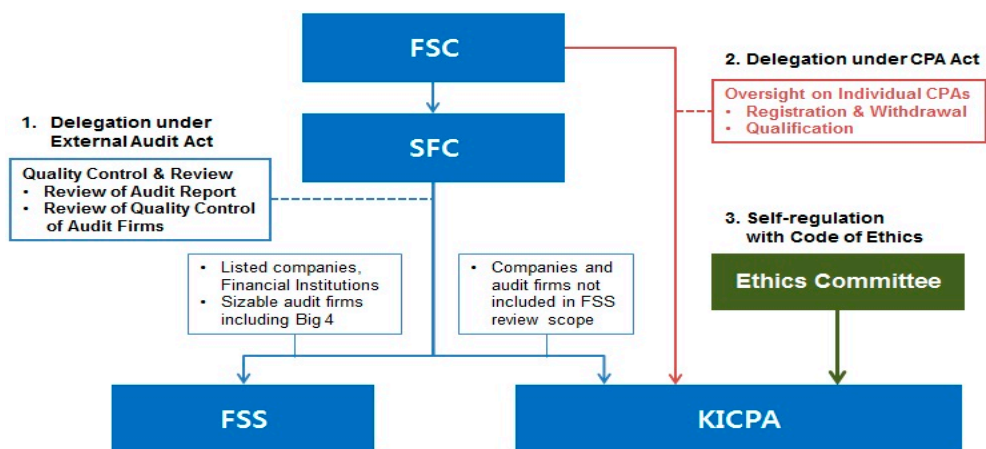 FSC
2. Delegation under CPA Act
Oversight on Individual CPAs
• Registration & Withdrawal
• Qualification
1. Delegation under
External Audit Act
SFC
Quality Control & Review
• Review of Audit Report
• Review of Quality Control
of Audit Firms
3. Self-regulation
with Code of Ethics
• Listed companies,
Financial Institutions
• Sizable audit firms
including Big 4
• Companies and
audit firms not
included in FSS
review scope
Ethics Committee
FSS
KICPA